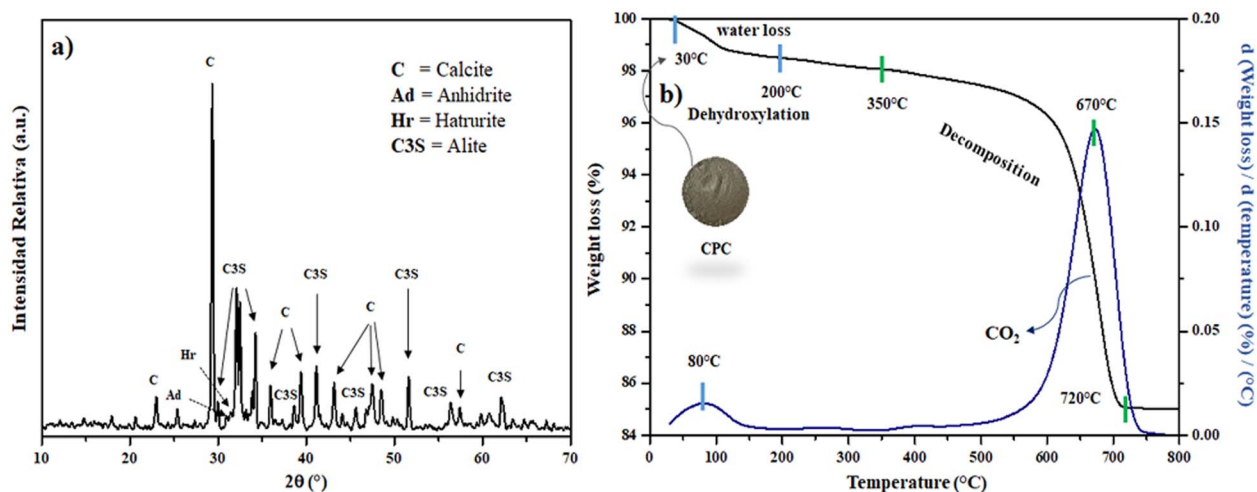 a)
C
C = Calcite
Ad = Anhidrite
Hr = Hatrurite
C3S = Alite
C3S
C3S
C3S
C
C
Hr
Ad
C
C3S
C3S
C3S
C
C3S
Intensidad Relativa (a.u.)
10 20 30 40 50 60 70
2θ (°)
b)
water loss
30°C
200°C
350°C
Dehydroxylation
670°C
Decomposition
CPC
CO2
80°C
720°C
Weight loss (%)
100
98
96
94
92
90
88
86
84
0.20
0.15
0.10
0.05
0.00
d (Weight loss) / d (temperature) (%) / (°C)
0 100 200 300 400 500 600 700 800
Temperature (°C)